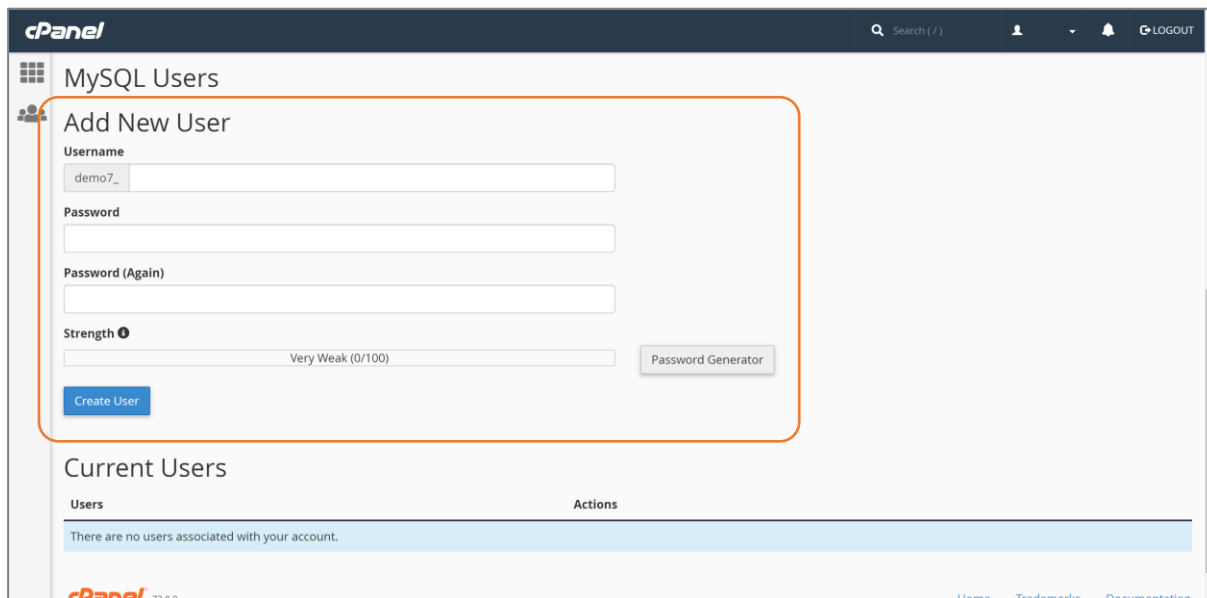 cPanel Search ( / ) LOGOUT
MySQL Users
Add New User
Username
demo7_
Password
Password (Again)
Strength
Very Weak (0/100) Password Generator
Create User
Current Users
Users Actions
There are no users associated with your account.
cPanel Home Trademarks Documentation